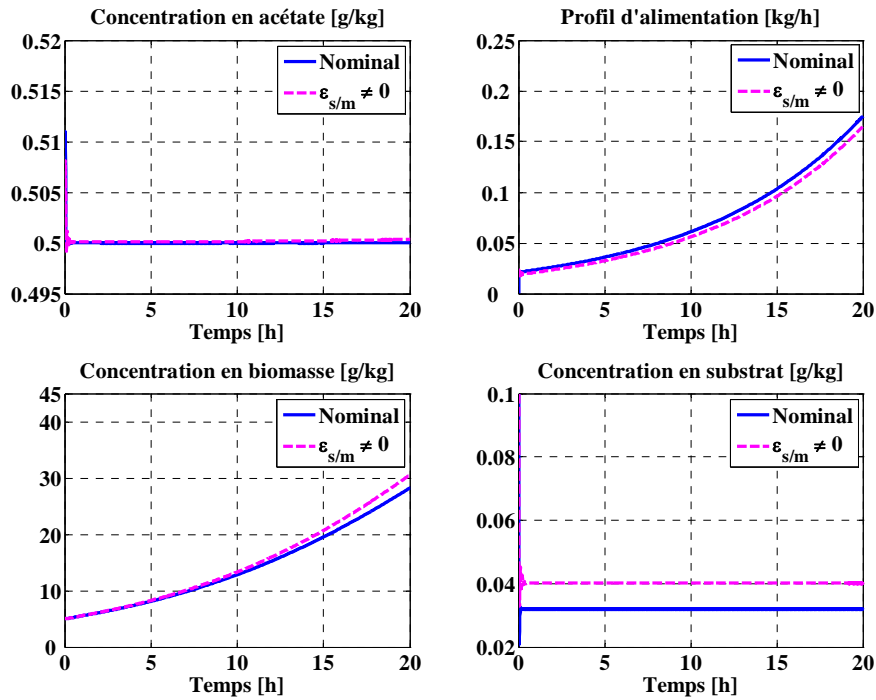 Concentration en acétate [g/kg]
0.52
0.515
0.51
0.505
0.5
0.495
0 5 10 15 20
Temps [h]
Nominal
εs/m ≠ 0
Profil d'alimentation [kg/h]
0.25
0.2
0.15
0.1
0.05
0
0 5 10 15 20
Temps [h]
Nominal
εs/m ≠ 0
Concentration en biomasse [g/kg]
45
40
30
20
10
0
0 5 10 15 20
Temps [h]
Nominal
εs/m ≠ 0
Concentration en substrat [g/kg]
0.1
0.08
0.06
0.04
0.02
0 5 10 15 20
Temps [h]
Nominal
εs/m ≠ 0